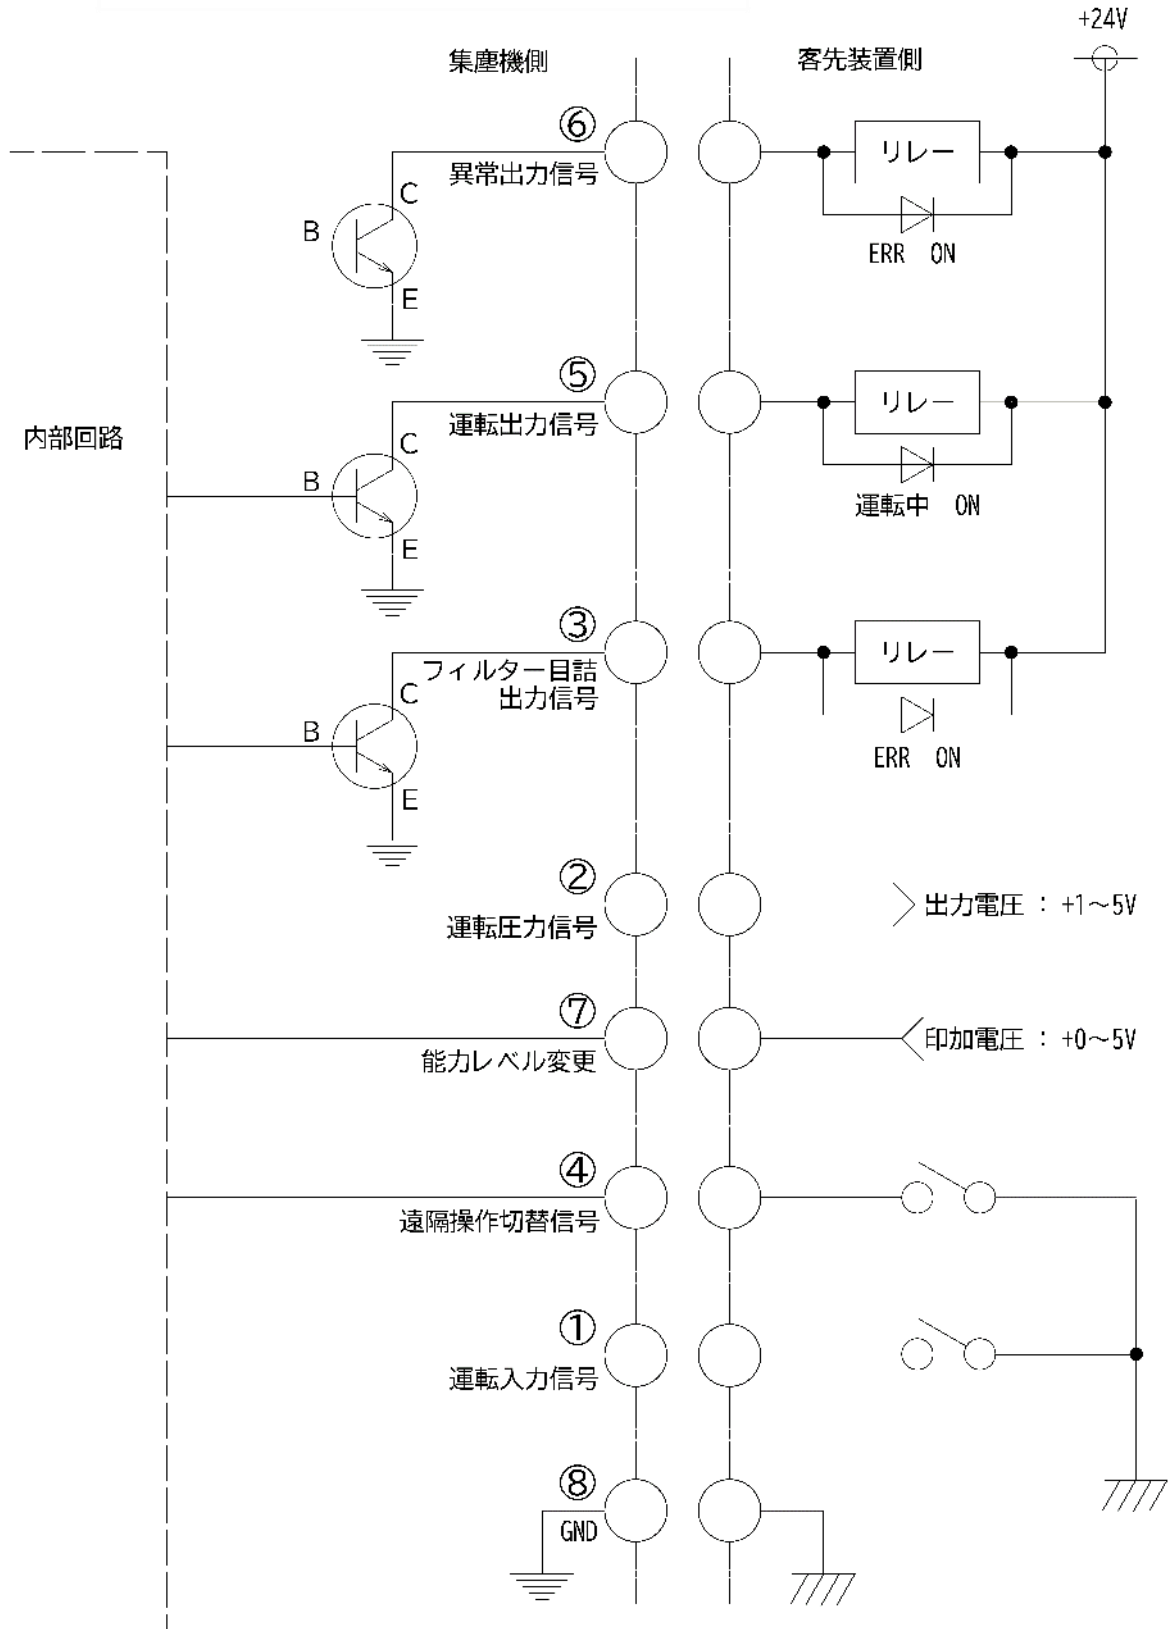 +24V
集塵機側
客先装置側
⑥
異常出力信号
リレー
C
B
E
ERR ON
⑤
運転出力信号
リレー
内部回路
C
B
E
運転中 ON
③
フィルター目詰
出力信号
リレー
C
B
E
ERR ON
②
運転圧力信号
出力電圧 : +1～5V
⑦
能力レベル変更
印加電圧 : +0～5V
④
遠隔操作切替信号
①
運転入力信号
⑧
GND